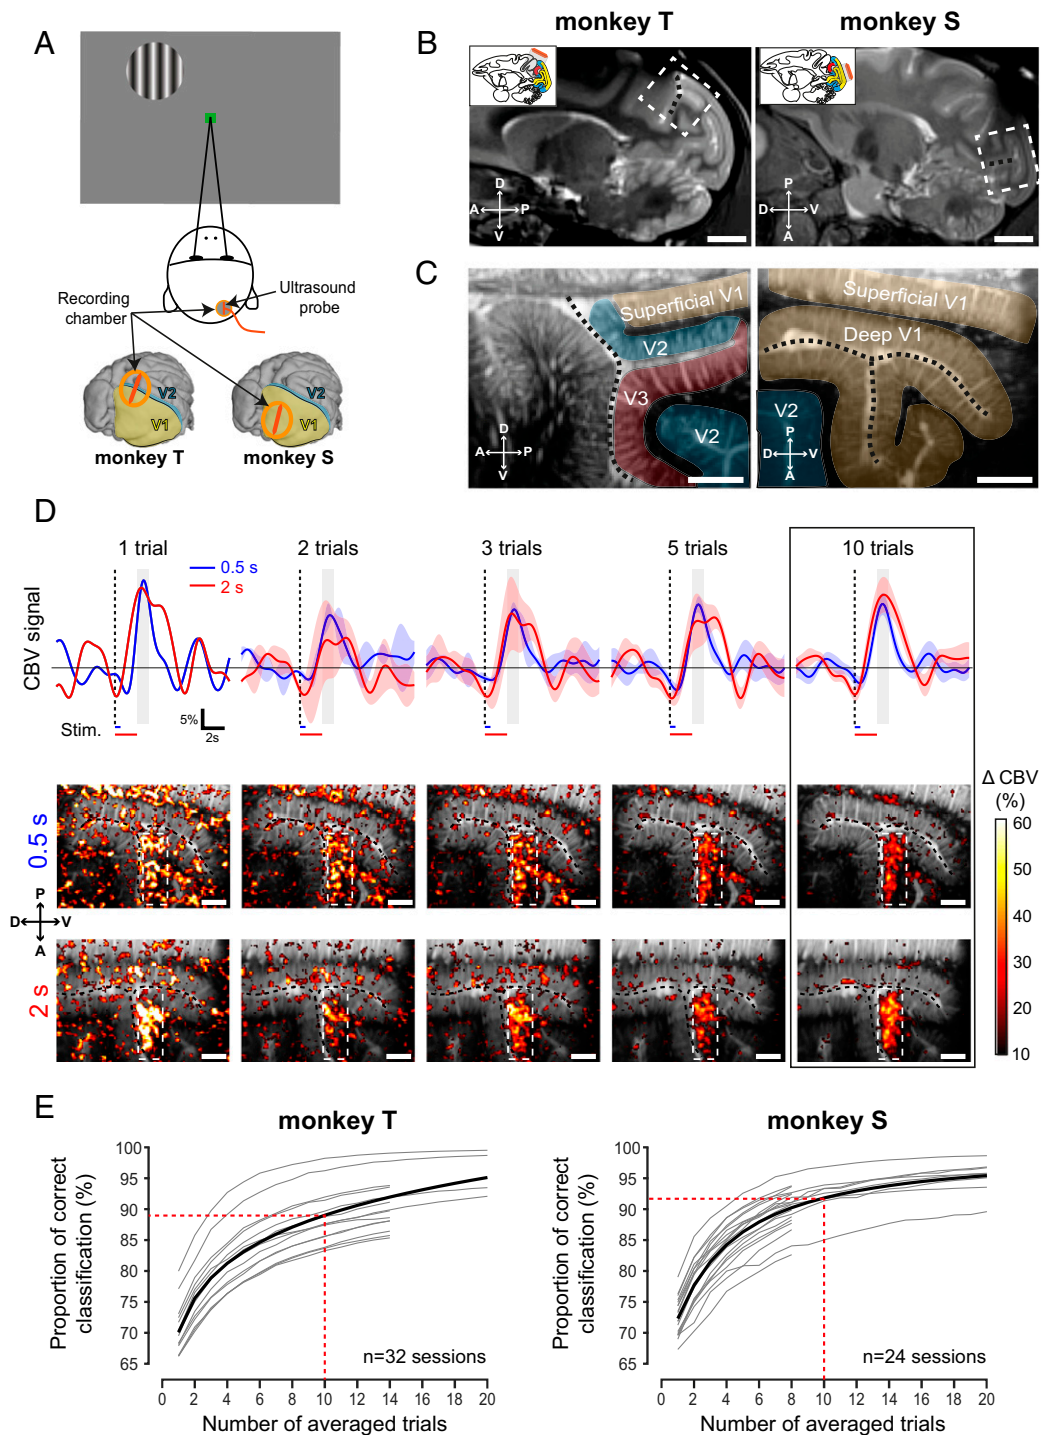 A
Recording
chamber
Ultrasound
probe
V2
V1
V2
V1
monkey T
monkey S
B
monkey T
monkey S
D
A
P
V
P
D
V
A
C
Superficial V1
V2
V3
V2
D
A
P
V
Superficial V1
Deep V1
V2
P
D
V
A
D
1 trial
2 trials
3 trials
5 trials
10 trials
0.5 s
2 s
CBV signal
Stim.
5%
2s
Δ CBV
(%)
60
50
40
30
20
10
0.5 s
P
D
V
A
2 s
E
monkey T
Proportion of correct
classification (%)
100
95
90
85
80
75
70
65
n=32 sessions
0 2 4 6 8 10 12 14 16 18 20
Number of averaged trials
monkey S
Proportion of correct
classification (%)
100
95
90
85
80
75
70
65
n=24 sessions
0 2 4 6 8 10 12 14 16 18 20
Number of averaged trials